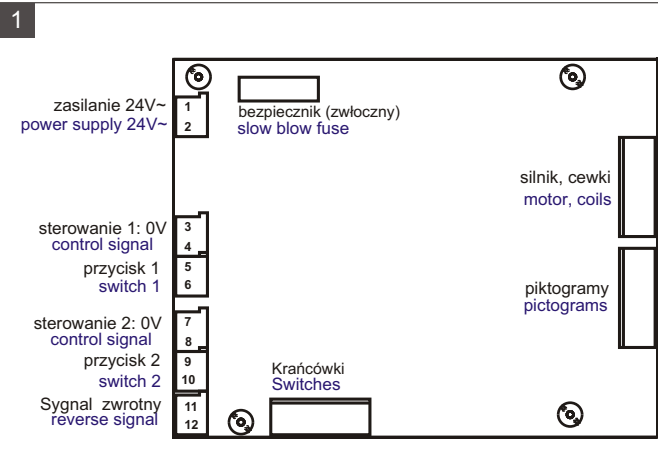 1
zasilanie 24V~
power supply 24V~
1
2
bezpiecznik (zwłoczny)
slow blow fuse
silnik, cewki
motor, coils
sterowanie 1: 0V
control signal
3
4
przycisk 1
switch 1
5
6
piktogramy
pictograms
sterowanie 2: 0V
control signal
7
8
przycisk 2
switch 2
9
10
Krańcówki
Switches
Sygnal zwrotny
reverse signal
11
12